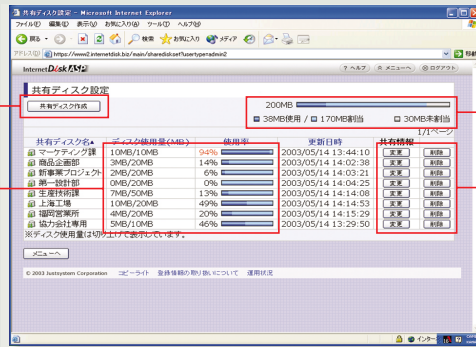 共有ディスク設定 - Microsoft Internet Explorer
ファイル(F) 編集(E) 表示(V) お気に入り(A) ツール(T) ヘルプ(H)
戻る 検索 お気に入り メディア
アドレス(D) https://www2.internetdisk.biz/main/sharediskset?usertype=admin2 移動
InternetDisk ASP ? ヘルプ メニューへ ログアウト
共有ディスク設定
共有ディスク作成
200MB
38MB使用 / 170MB割当 30MB未割当
1/1ページ
共有ディスク名 ディスク使用量(MB) 使用率 更新日時 共有情報
マーケティング課 10MB/10MB 94% 2003/05/14 13:44:10 変更 削除
商品企画部 3MB/20MB 14% 2003/05/14 14:02:38 変更 削除
新事業プロジェクト 2MB/20MB 6% 2003/05/14 14:03:21 変更 削除
第一設計部 0MB/20MB 0% 2003/05/14 14:04:25 変更 削除
生産技術課 7MB/50MB 13% 2003/05/14 14:14:08 変更 削除
上海工場 10MB/20MB 49% 2003/05/14 14:14:53 変更 削除
福岡営業所 4MB/20MB 20% 2003/05/14 14:15:29 変更 削除
協力会社専用 5MB/10MB 46% 2003/05/14 13:29:50 変更 削除
※ディスク使用量は切り上げて表示しています。
メニューへ
© 2003 Justsystem Corporation コピーライト 登録情報の取り扱いについて 運用状況
インターネット